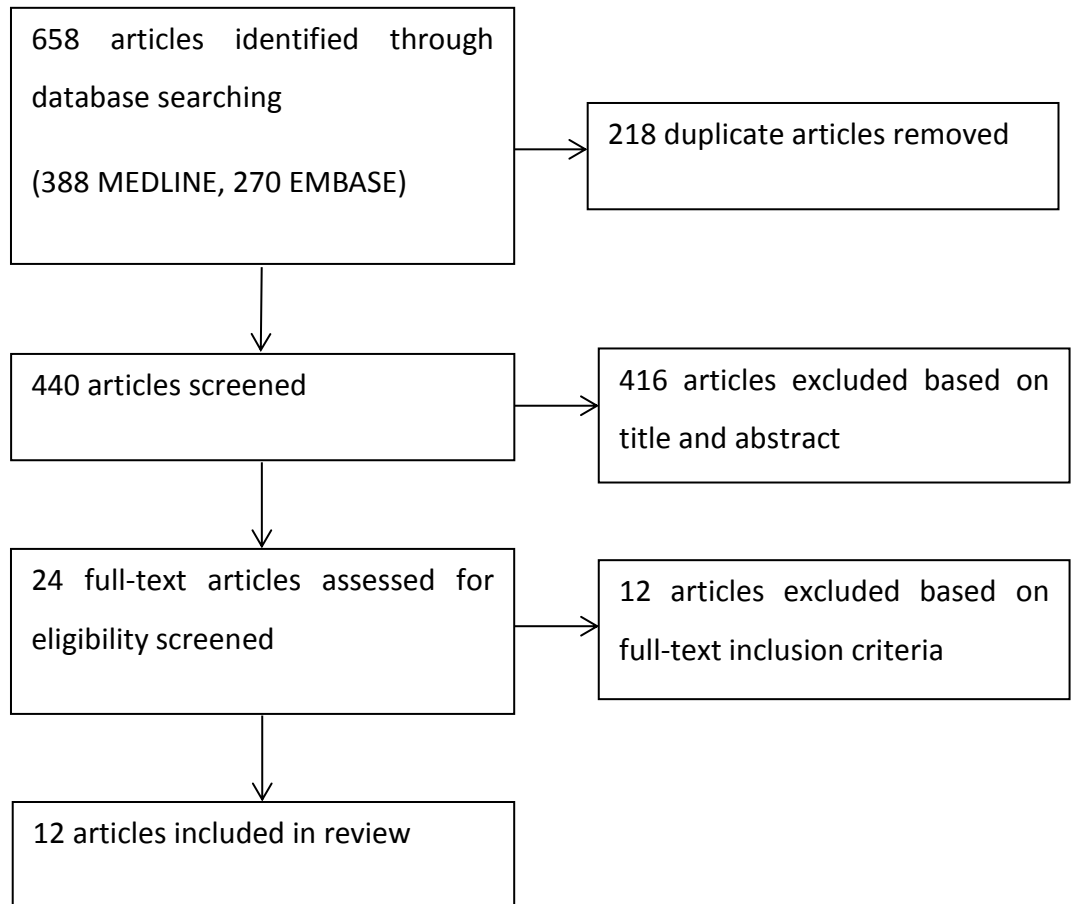 658 articles identified through
database searching
(388 MEDLINE, 270 EMBASE)
218 duplicate articles removed
440 articles screened
416 articles excluded based on
title and abstract
24 full-text articles assessed for
eligibility screened
12 articles excluded based on
full-text inclusion criteria
12 articles included in review